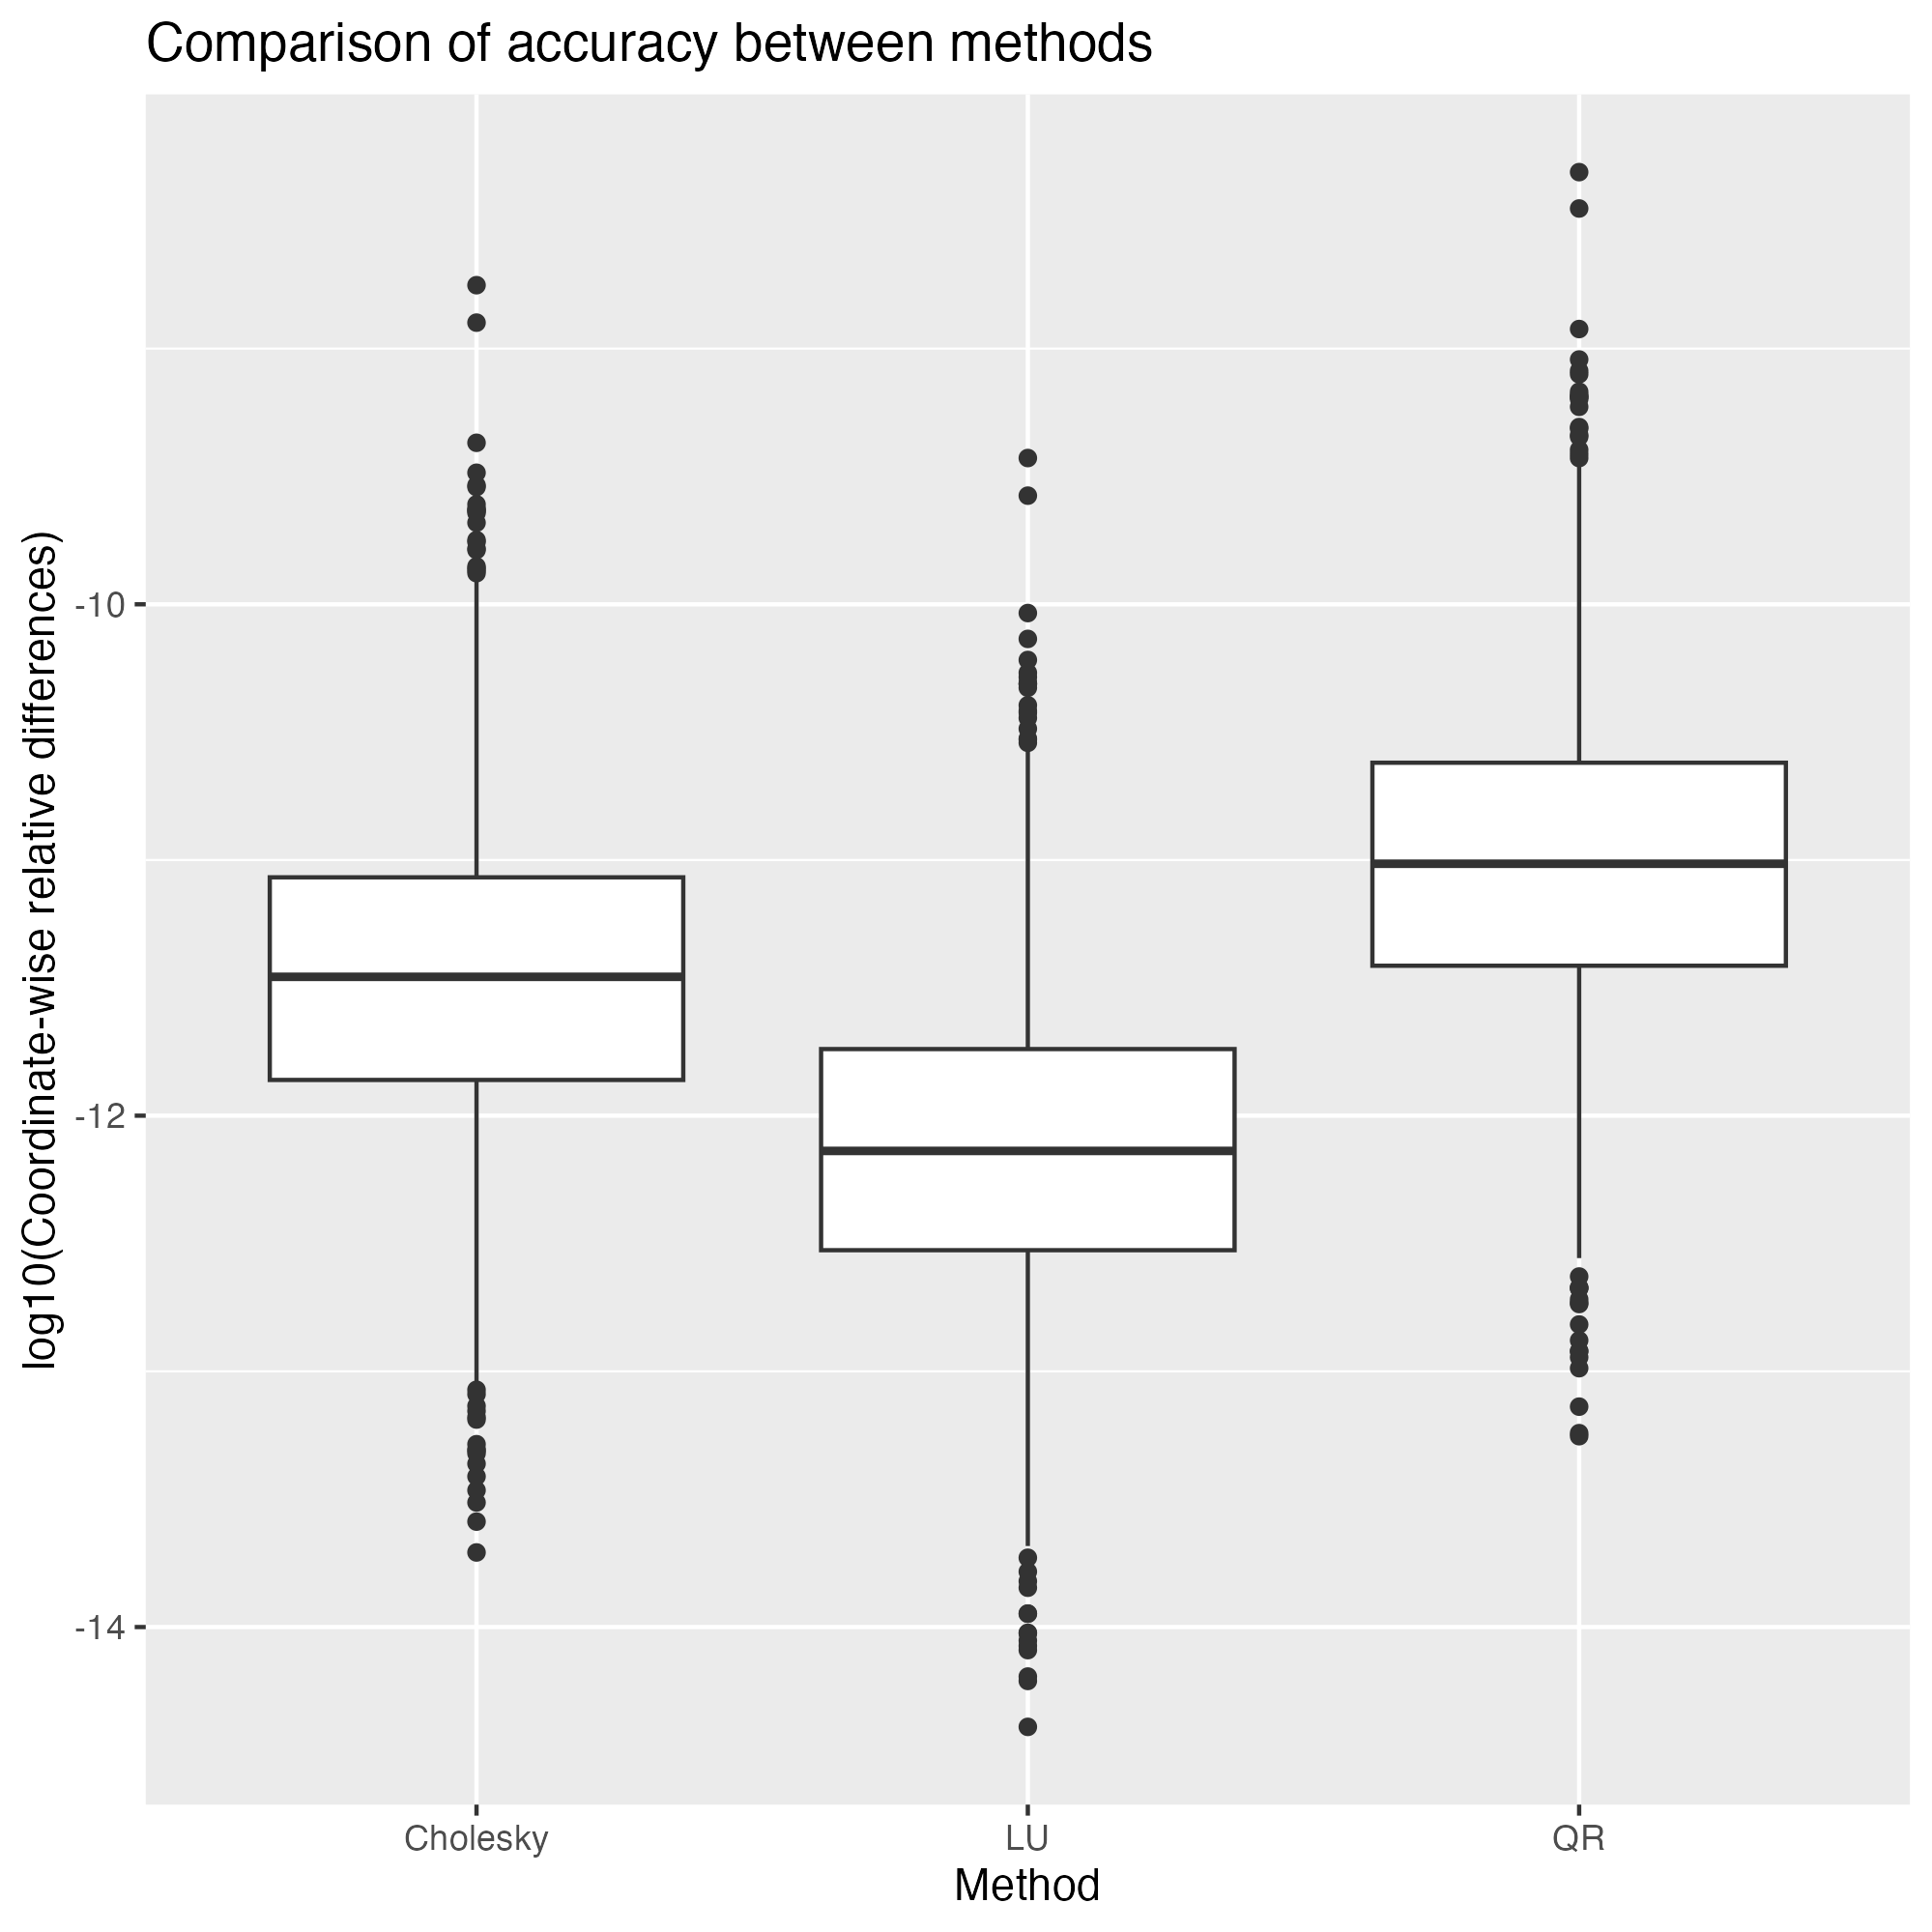 Comparison of accuracy between methods
log10(Coordinate-wise relative differences)
-10
-12
-14
Cholesky LU QR
Method